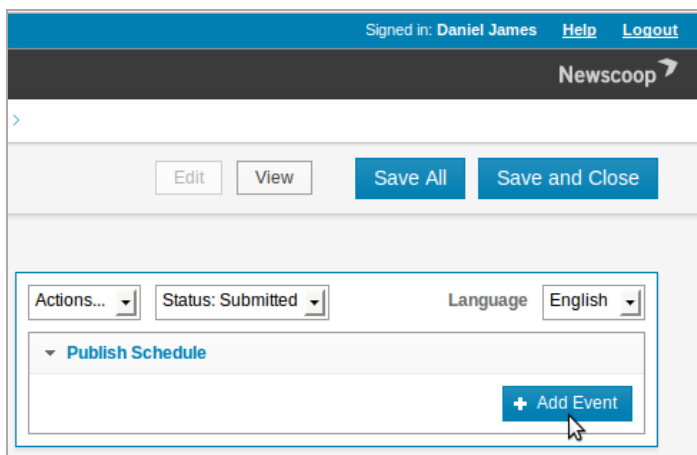 Signed in: Daniel James Help Logout
Newscoop
>
Edit View Save All Save and Close
Actions... Status: Submitted Language English
Publish Schedule
+ Add Event